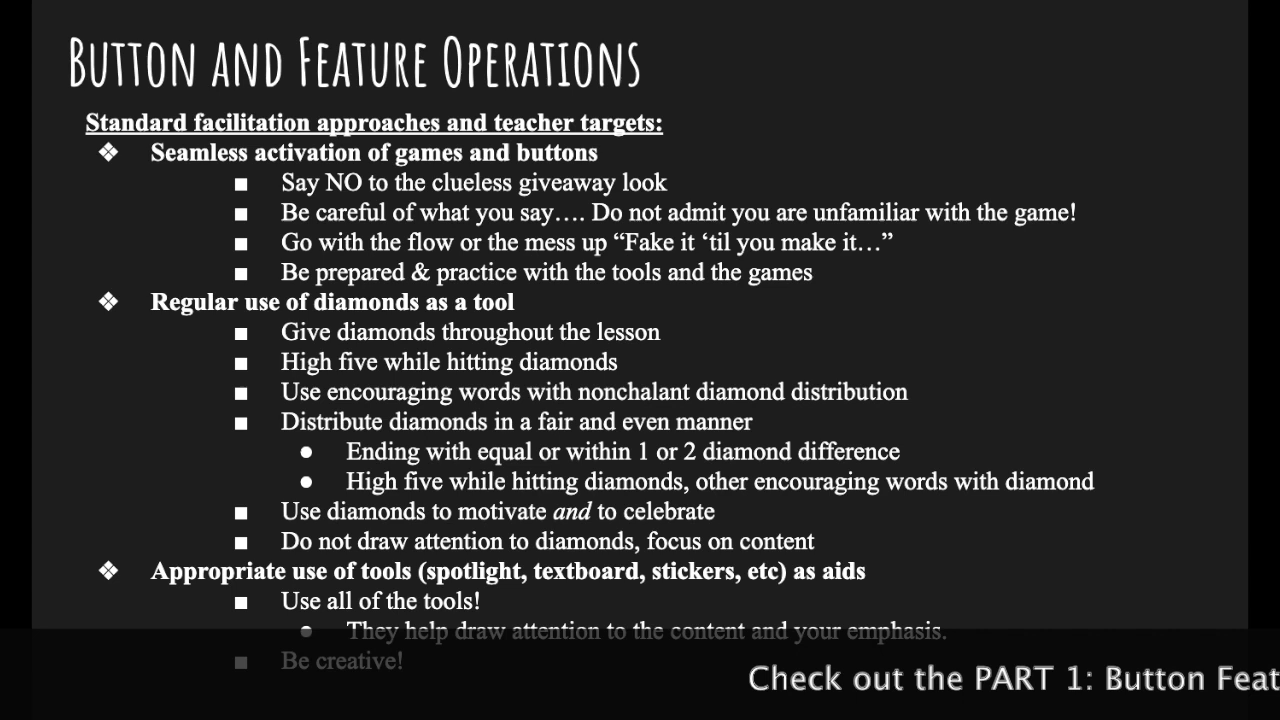 BUTTON AND FEATURE OPERATIONS
Standard facilitation approaches and teacher targets:
❖ Seamless activation of games and buttons
■ Say NO to the clueless giveaway look
■ Be careful of what you say…. Do not admit you are unfamiliar with the game!
■ Go with the flow or the mess up “Fake it ‘til you make it…”
■ Be prepared & practice with the tools and the games
❖ Regular use of diamonds as a tool
■ Give diamonds throughout the lesson
■ High five while hitting diamonds
■ Use encouraging words with nonchalant diamond distribution
■ Distribute diamonds in a fair and even manner
● Ending with equal or within 1 or 2 diamond difference
● High five while hitting diamonds, other encouraging words with diamond
■ Use diamonds to motivate and to celebrate
■ Do not draw attention to diamonds, focus on content
❖ Appropriate use of tools (spotlight, textboard, stickers, etc) as aids
■ Use all of the tools!
● They help draw attention to the content and your emphasis.
■ Be creative!
Check out the PART 1: Button Feat